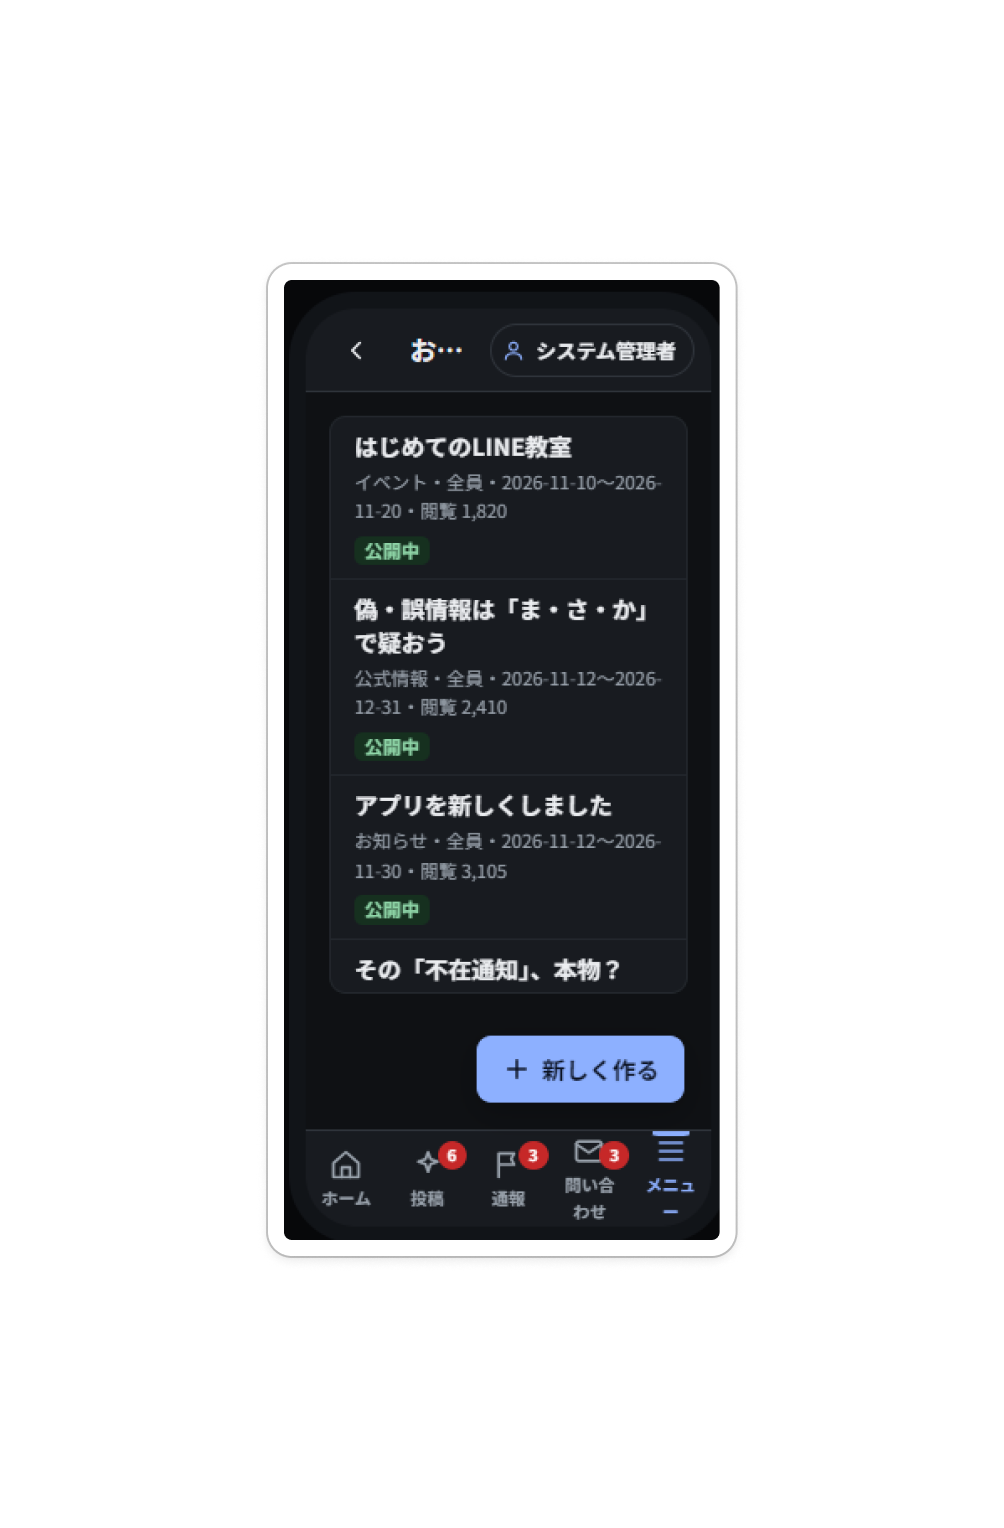 お… システム管理者
はじめてのLINE教室
イベント・全員・2026-11-10〜2026-
11-20・閲覧 1,820
公開中
偽・誤情報は「ま・さ・か」
で疑おう
公式情報・全員・2026-11-12〜2026-
12-31・閲覧 2,410
公開中
アプリを新しくしました
お知らせ・全員・2026-11-12〜2026-
11-30・閲覧 3,105
公開中
その「不在通知」、本物？
＋ 新しく作る
6 3 3
ホーム 投稿 通報 問い合
わせ メニュ
ー